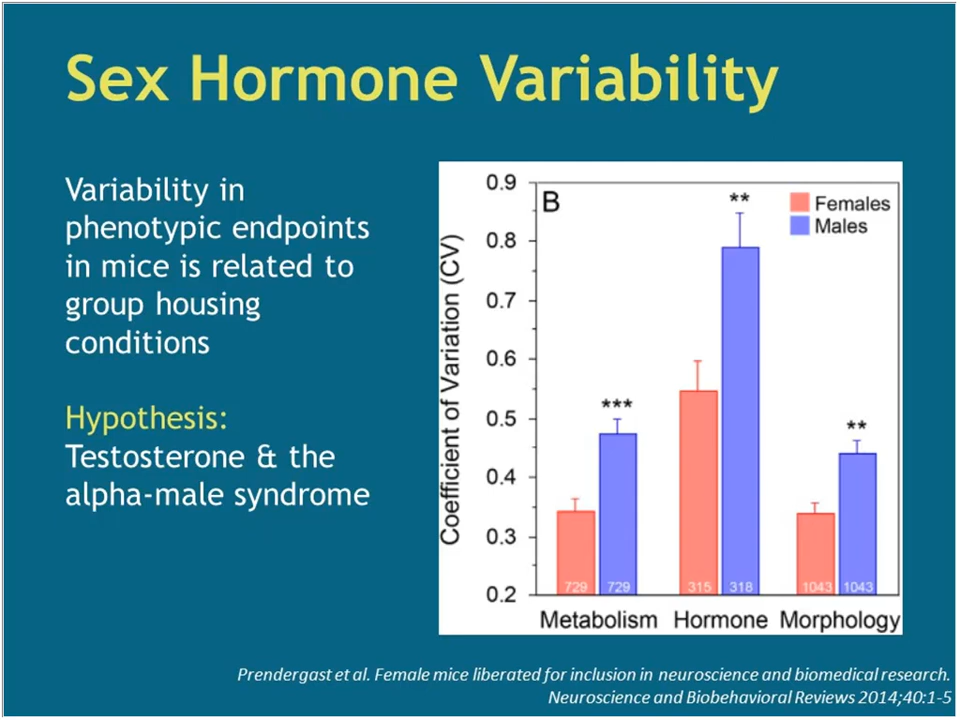 Sex Hormone Variability
Variability in
phenotypic endpoints
in mice is related to
group housing
conditions
Hypothesis:
Testosterone & the
alpha-male syndrome
Coefficient of Variation (CV)
0.9
0.8
0.7
0.6
0.5
0.4
0.3
0.2
B
Females
Males
***
**
**
729
729
315
318
1043
1043
Metabolism
Hormone
Morphology
Prendergast et al. Female mice liberated for inclusion in neuroscience and biomedical research.
Neuroscience and Biobehavioral Reviews 2014;40:1-5